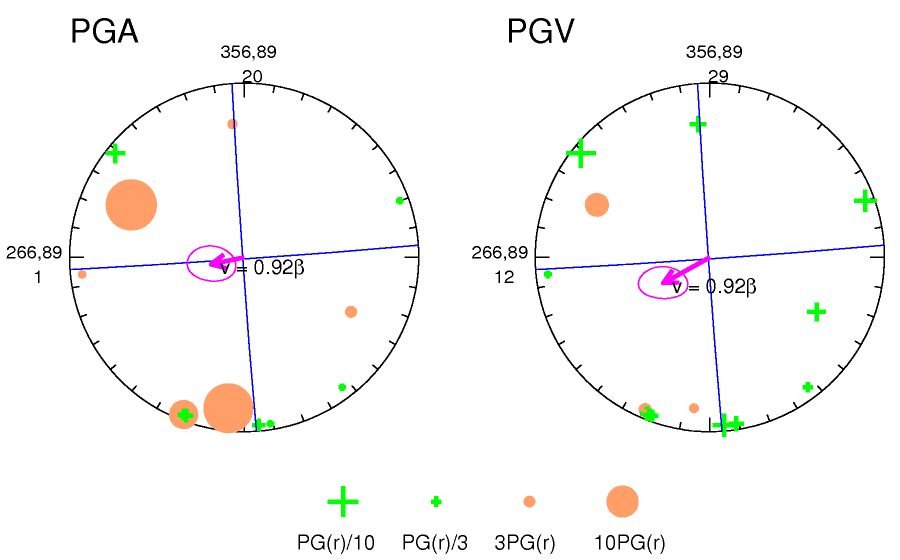 PGA
PGV
356,89
20
356,89
29
266,89
1
266,89
12
v = 0.92β
v = 0.92β
PG(r)/10
PG(r)/3
3PG(r)
10PG(r)